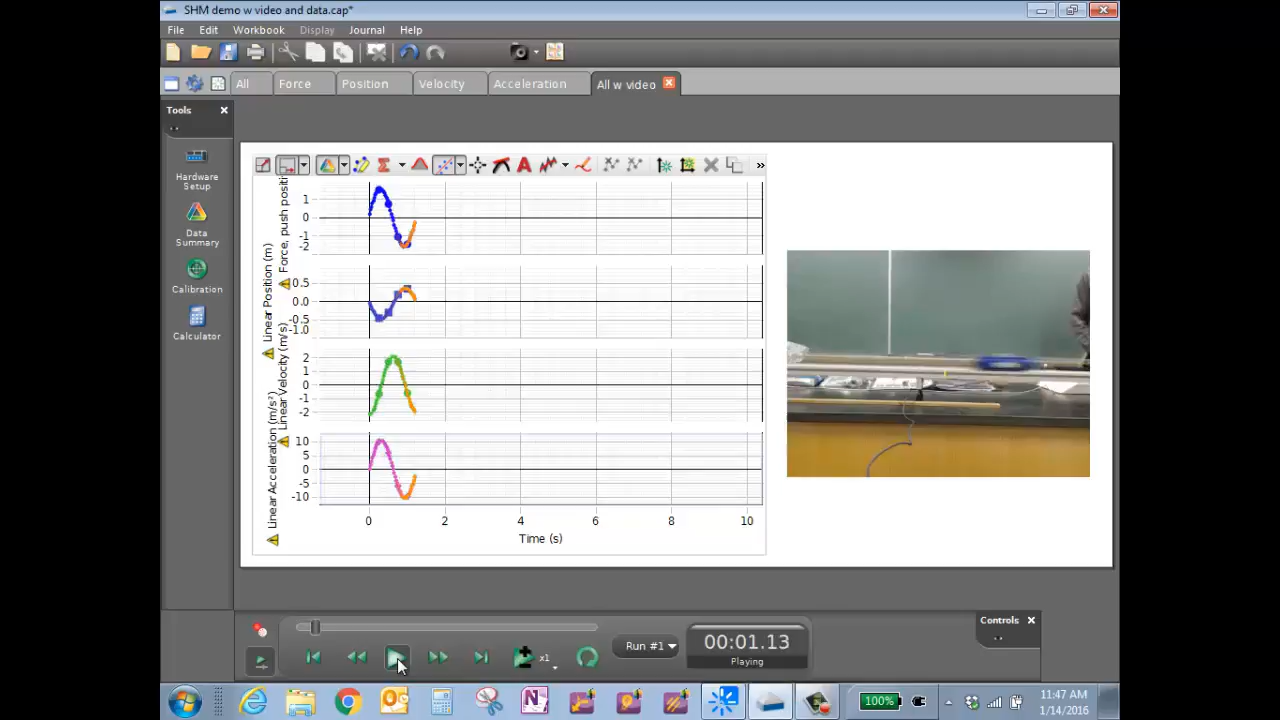 SHM demo w video and data.cap*
File Edit Workbook Display Journal Help
All Force Position Velocity Acceleration All w video
Tools
Hardware Setup
Data Summary
Calibration
Calculator
Force, push positi
1
0
-1
-2
Linear Position (m)
0.5
0.0
-0.5
-1.0
Linear Velocity (m/s)
2
1
0
-1
-2
Linear Acceleration (m/s²)
10
5
0
-5
-10
0 2 4 6 8 10
Time (s)
x1
Run #1
00:01.13
Playing
Controls
100%
11:47 AM
1/14/2016